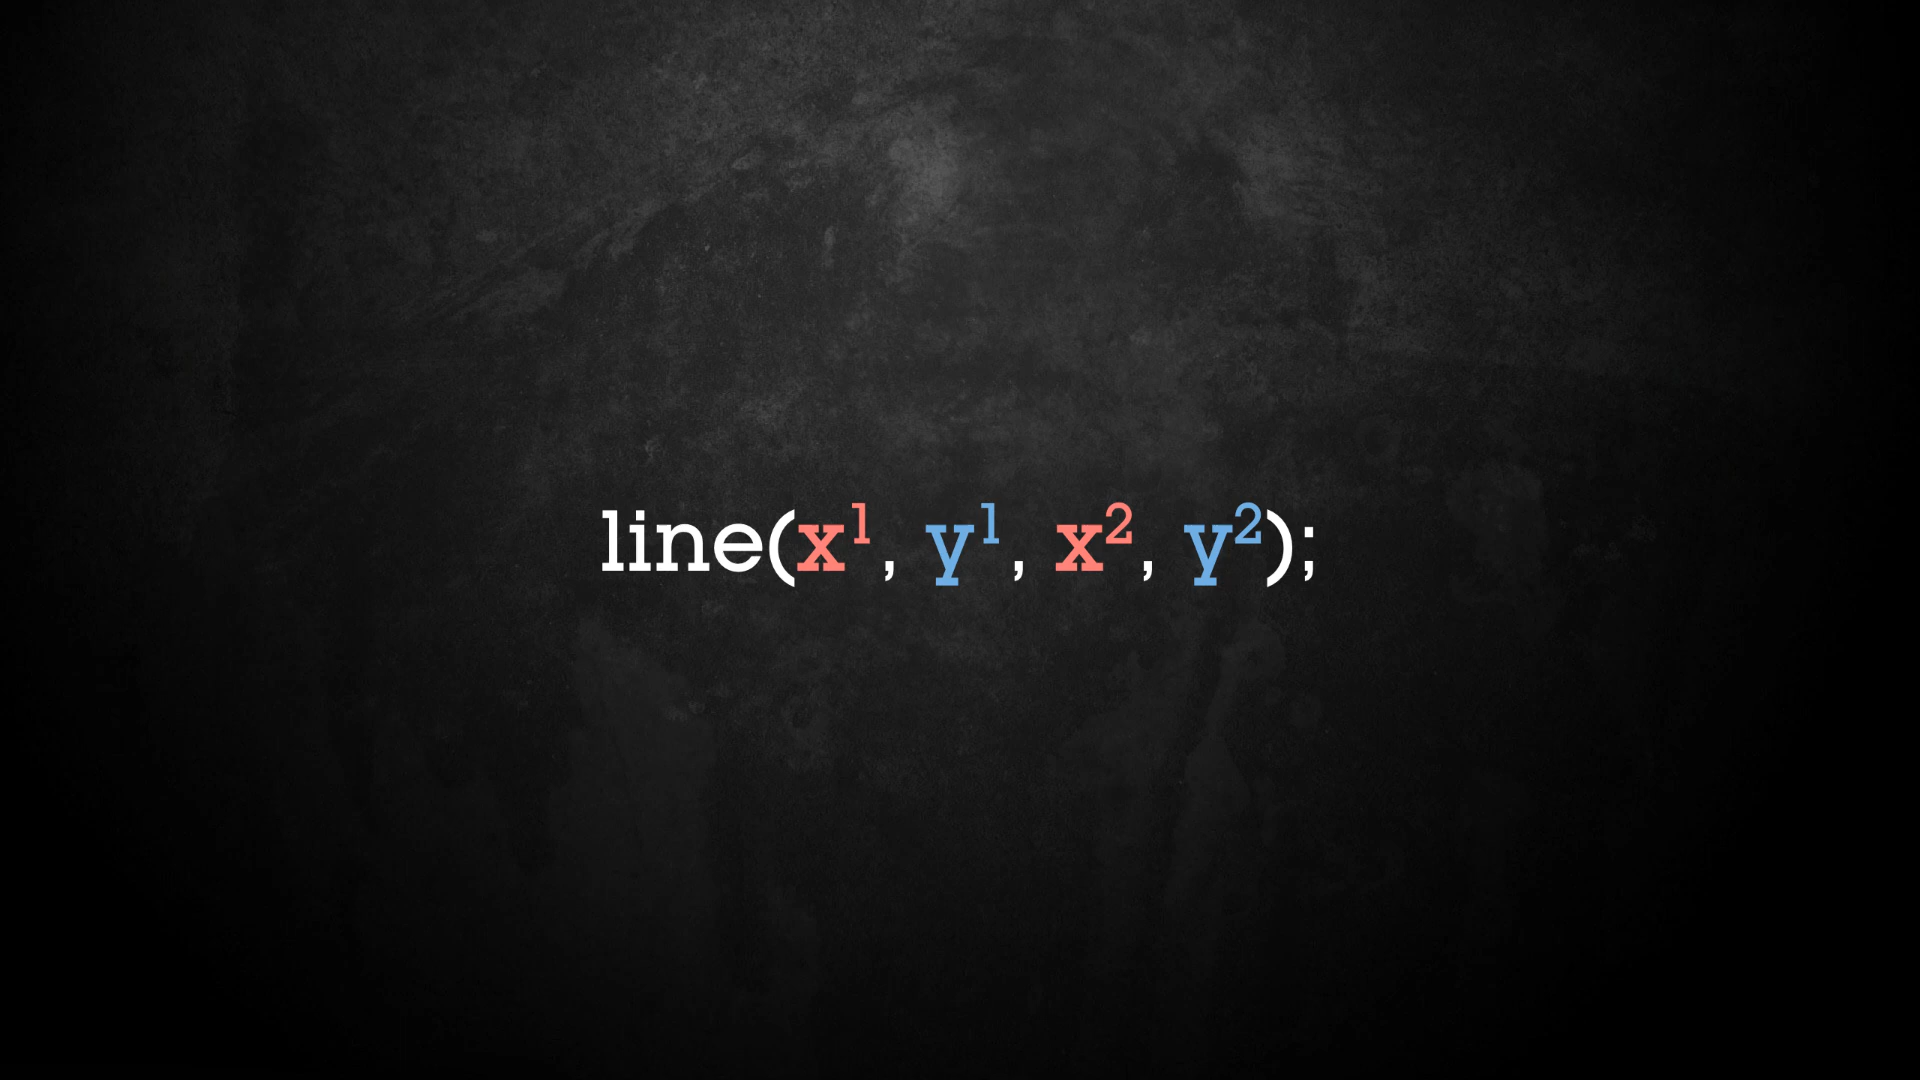 line(x¹, y¹, x², y²);